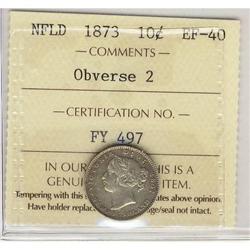 NFLD 1873 10¢ EF-40
— COMMENTS —
Obverse 2
— CERTIFICATION NO. —
FY 497
IN OUR THIS IS A
GENUI ITEM.
Tampering with this ates above opinion
Have holder replac ge/seal not intact.